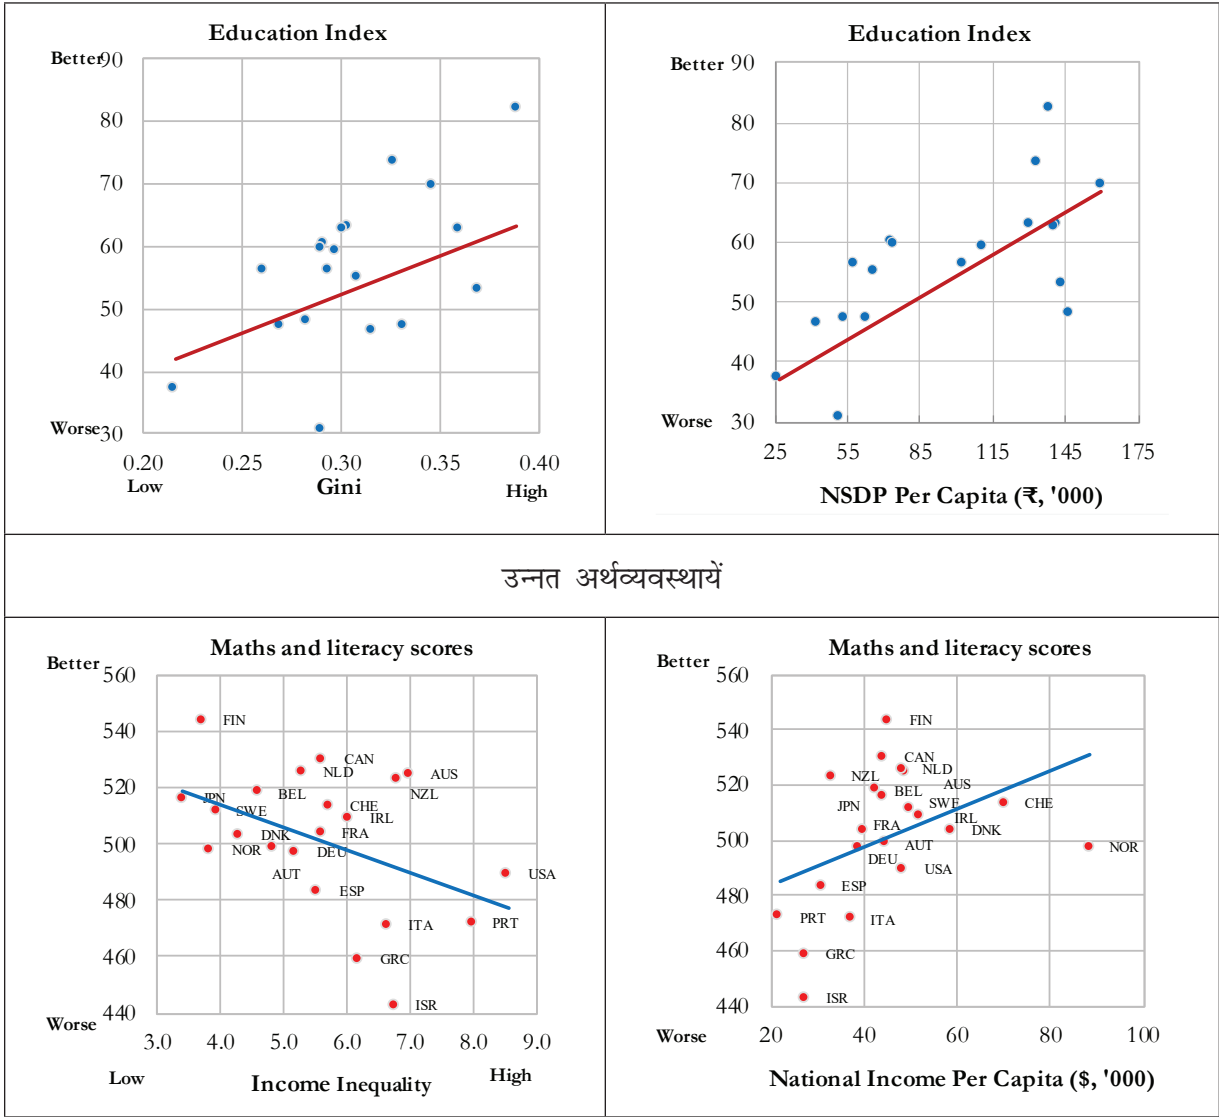 Education Index
Better
90
80
70
60
50
40
30
Worse
0.20 0.25 0.30 0.35 0.40
Low Gini High
Education Index
Better
90
80
70
60
50
40
30
Worse
25 55 85 115 145 175
NSDP Per Capita (₹, '000)
उन्नत अर्थव्यवस्थायें
Maths and literacy scores
Better
560
540
520
500
480
460
440
Worse
FIN
CAN
NLD
AUS
NZL
BEL
JPN
SWE
CHE
IRL
DNK
FRA
NOR
AUT
DEU
ESP
USA
ITA
PRT
GRC
ISR
3.0 4.0 5.0 6.0 7.0 8.0 9.0
Low Income Inequality High
Maths and literacy scores
Better
560
540
520
500
480
460
440
Worse
FIN
CAN
NLD
NZL
AUS
BEL
JPN
SWE
CHE
IRL
FRA
DNK
AUT
NOR
DEU
USA
ESP
PRT
ITA
GRC
ISR
20 40 60 80 100
National Income Per Capita ($, '000)